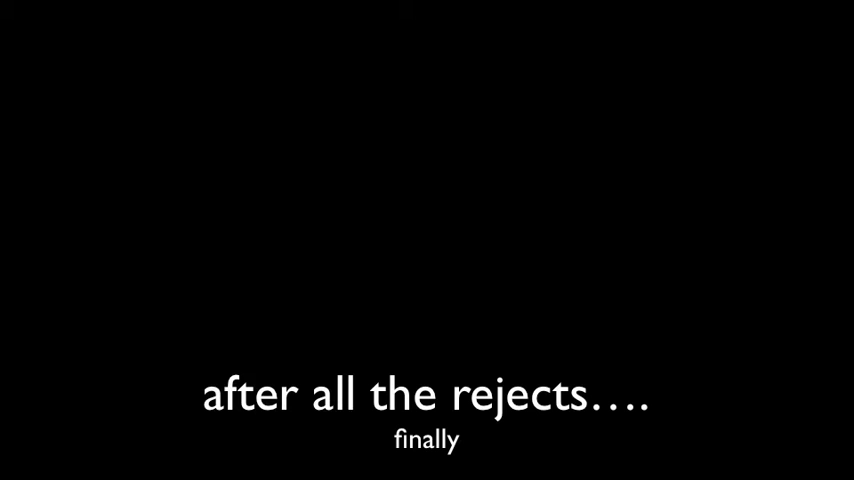 after all the rejects….
finally